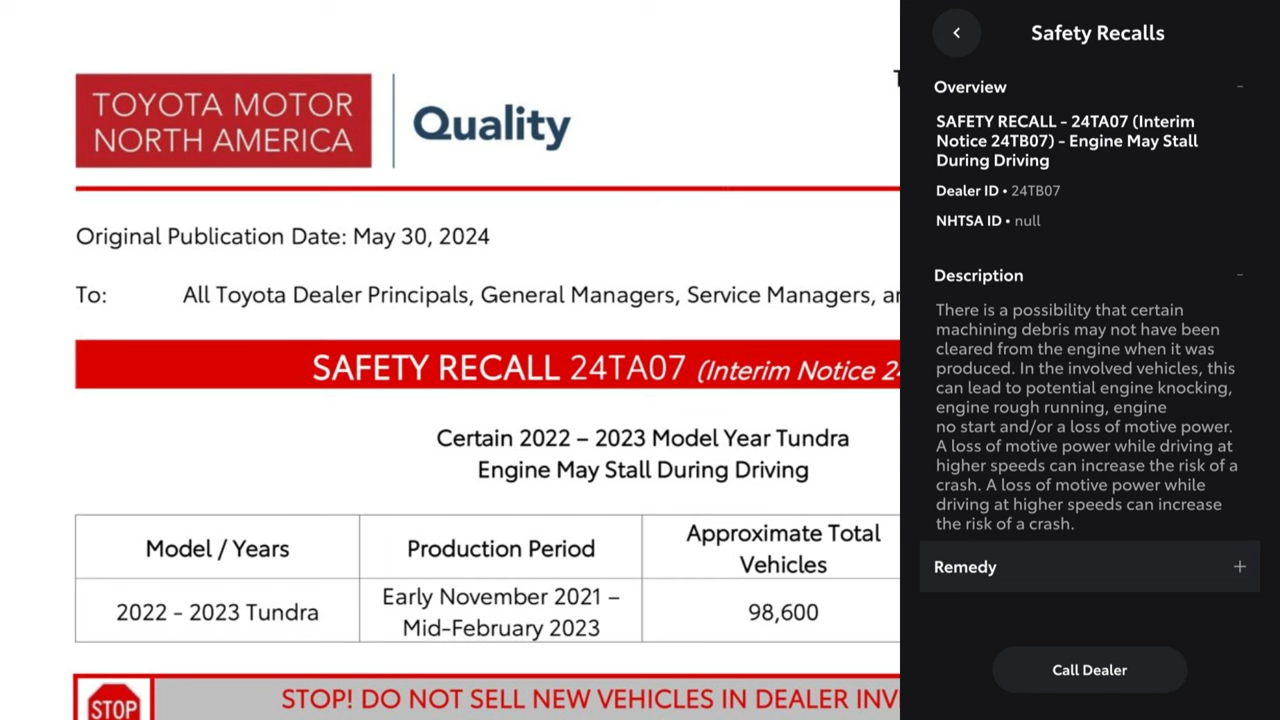 TOYOTA MOTOR
NORTH AMERICA
Quality
Original Publication Date: May 30, 2024
To: All Toyota Dealer Principals, General Managers, Service Managers,
SAFETY RECALL 24TA07 (Interim Notice
Certain 2022 – 2023 Model Year Tundra
Engine May Stall During Driving
Model / Years
Production Period
Approximate Total
Vehicles
2022 - 2023 Tundra
Early November 2021 –
Mid-February 2023
98,600
STOP
STOP! DO NOT SELL NEW VEHICLES IN DEALER
Safety Recalls
Overview
SAFETY RECALL - 24TA07 (Interim
Notice 24TB07) - Engine May Stall
During Driving
Dealer ID • 24TB07
NHTSA ID • null
Description
There is a possibility that certain
machining debris may not have been
cleared from the engine when it was
produced. In the involved vehicles, this
can lead to potential engine knocking,
engine rough running, engine
no start and/or a loss of motive power.
A loss of motive power while driving at
higher speeds can increase the risk of a
crash. A loss of motive power while
driving at higher speeds can increase
the risk of a crash.
Remedy
Call Dealer